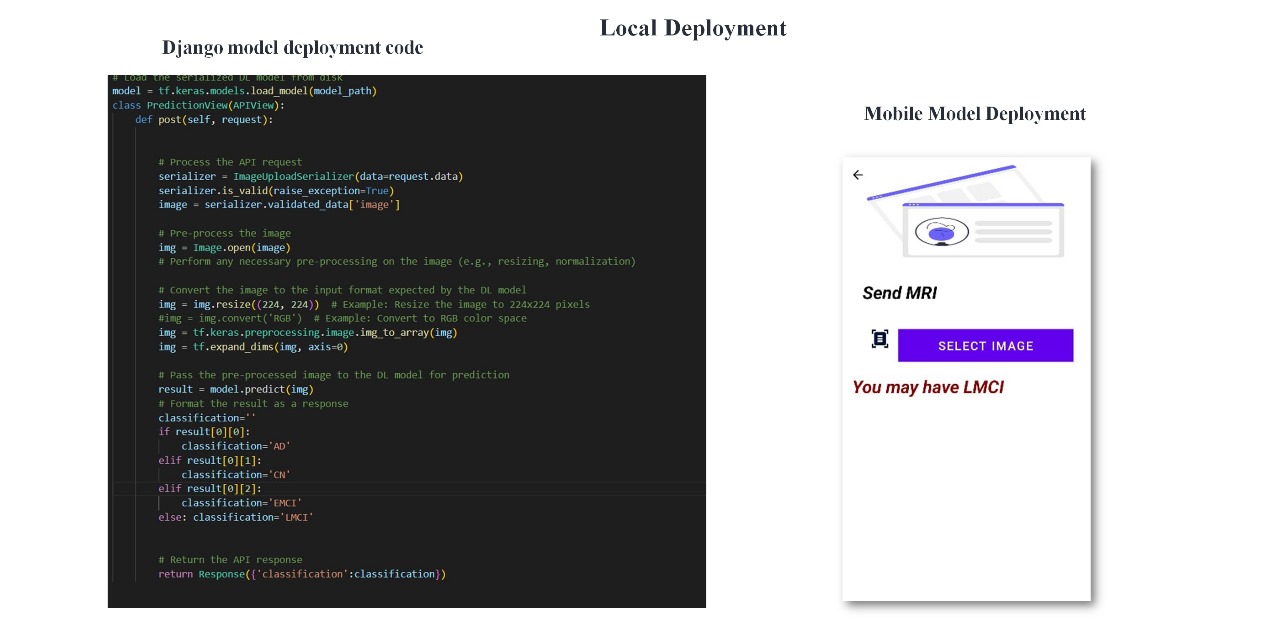 Local Deployment
Django model deployment code
# Load the serialized DL model from disk
model = tf.keras.models.load_model(model_path)
class PredictionView(APIView):
    def post(self, request):
        # Process the API request
        serializer = ImageUploadSerializer(data=request.data)
        serializer.is_valid(raise_exception=True)
        image = serializer.validated_data['image']
        # Pre-process the image
        img = Image.open(image)
        # Perform any necessary pre-processing on the image (e.g., resizing, normalization)
        # Convert the image to the input format expected by the DL model
        img = img.resize((224, 224))  # Example: Resize the image to 224x224 pixels
        #img = img.convert('RGB')  # Example: Convert to RGB color space
        img = tf.keras.preprocessing.image.img_to_array(img)
        img = tf.expand_dims(img, axis=0)
        # Pass the pre-processed image to the DL model for prediction
        result = model.predict(img)
        # Format the result as a response
        classification=''
        if result[0][0]:
            classification='AD'
        elif result[0][1]:
            classification='CN'
        elif result[0][2]:
            classification='EMCI'
        else: classification='LMCI'
        # Return the API response
        return Response({'classification':classification})
Mobile Model Deployment
Send MRI
SELECT IMAGE
You may have LMCI